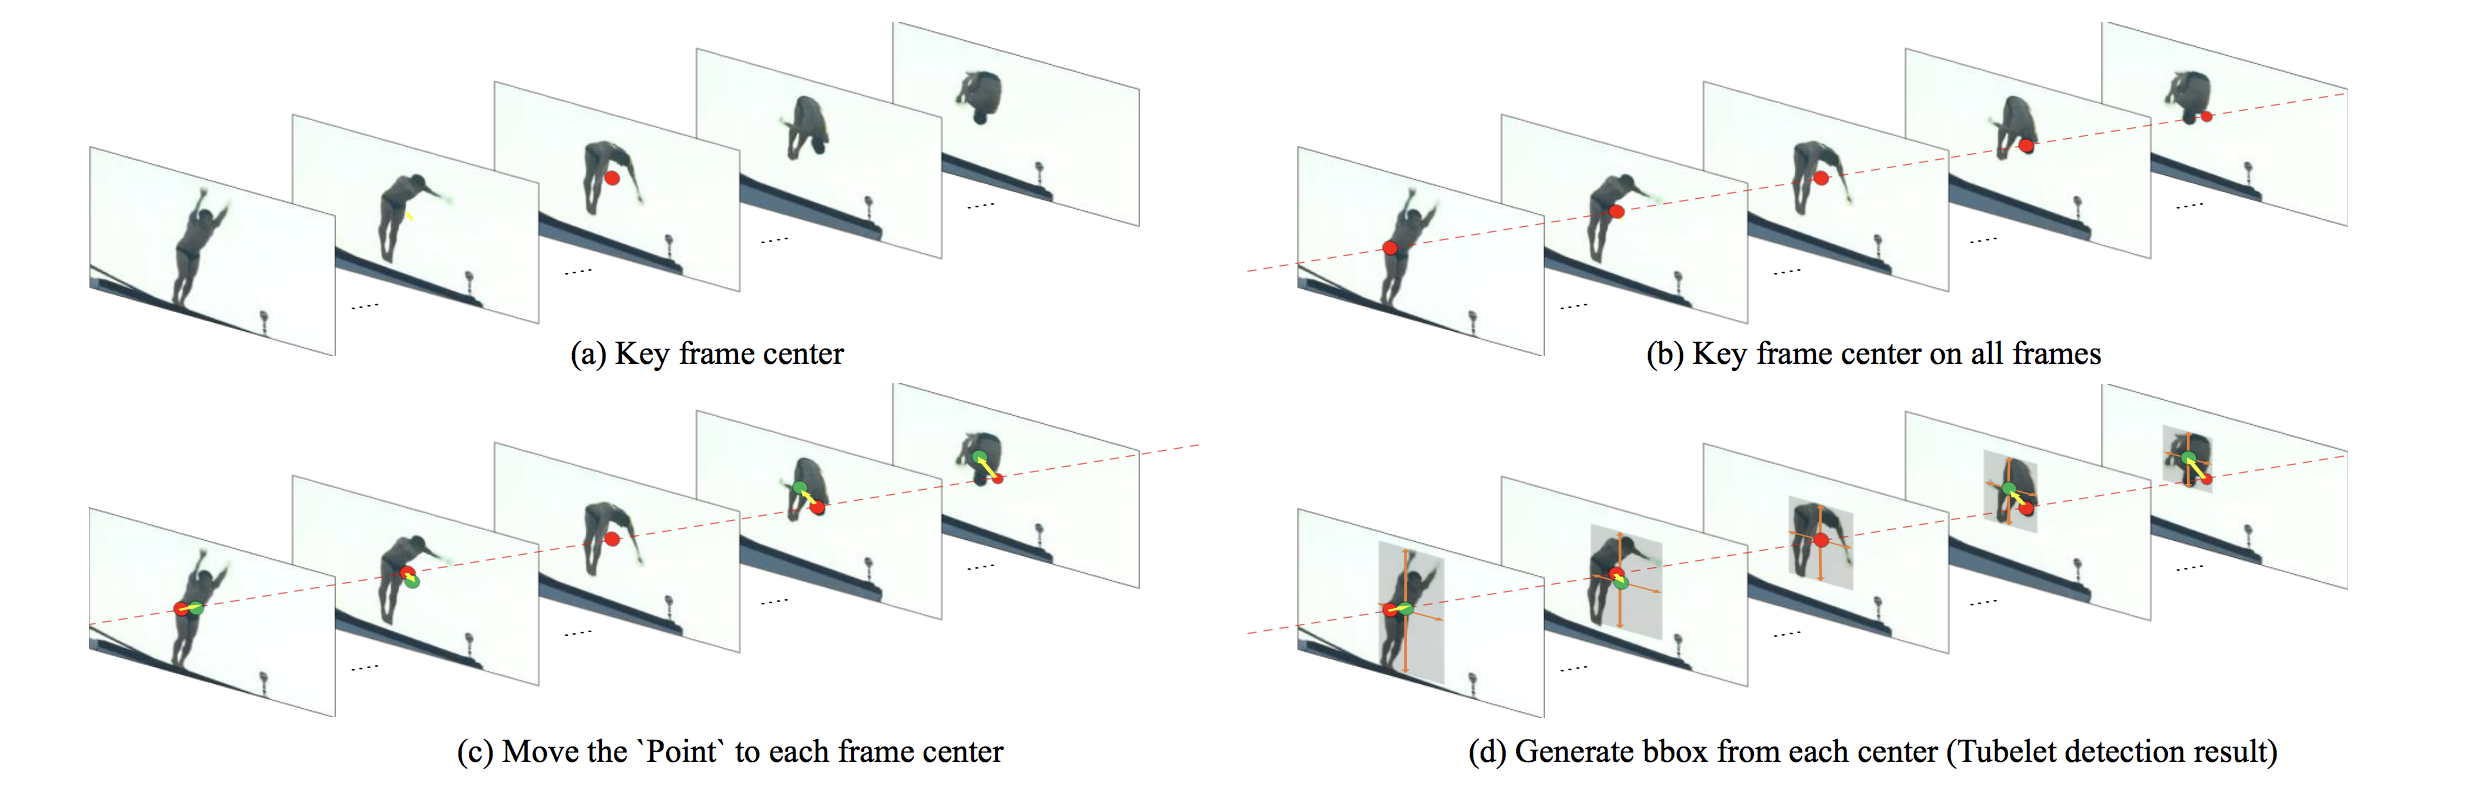 (a) Key frame center
(b) Key frame center on all frames
(c) Move the `Point` to each frame center
(d) Generate bbox from each center (Tubelet detection result)